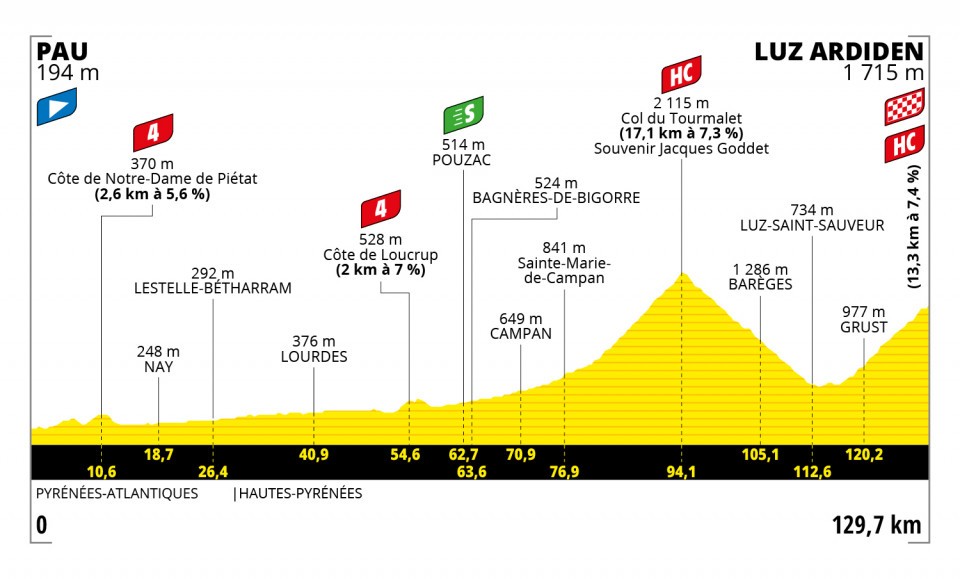 PAU
194 m
LUZ ARDIDEN
1 715 m
4
370 m
Côte de Notre-Dame de Piétat
(2,6 km à 5,6 %)
S
514 m
POUZAC
HC
2 115 m
Col du Tourmalet
(17,1 km à 7,3 %)
Souvenir Jacques Goddet
HC
(13,3 km à 7,4 %)
4
528 m
Côte de Loucrup
(2 km à 7 %)
524 m
BAGNÈRES-DE-BIGORRE
734 m
LUZ-SAINT-SAUVEUR
292 m
LESTELLE-BÉTHARRAM
841 m
Sainte-Marie-
de-Campan
1 286 m
BARÈGES
248 m
NAY
376 m
LOURDES
649 m
CAMPAN
977 m
GRUST
10,6
18,7
26,4
40,9
54,6
62,7
63,6
70,9
76,9
94,1
105,1
112,6
120,2
PYRÉNÉES-ATLANTIQUES
|HAUTES-PYRÉNÉES
0
129,7 km